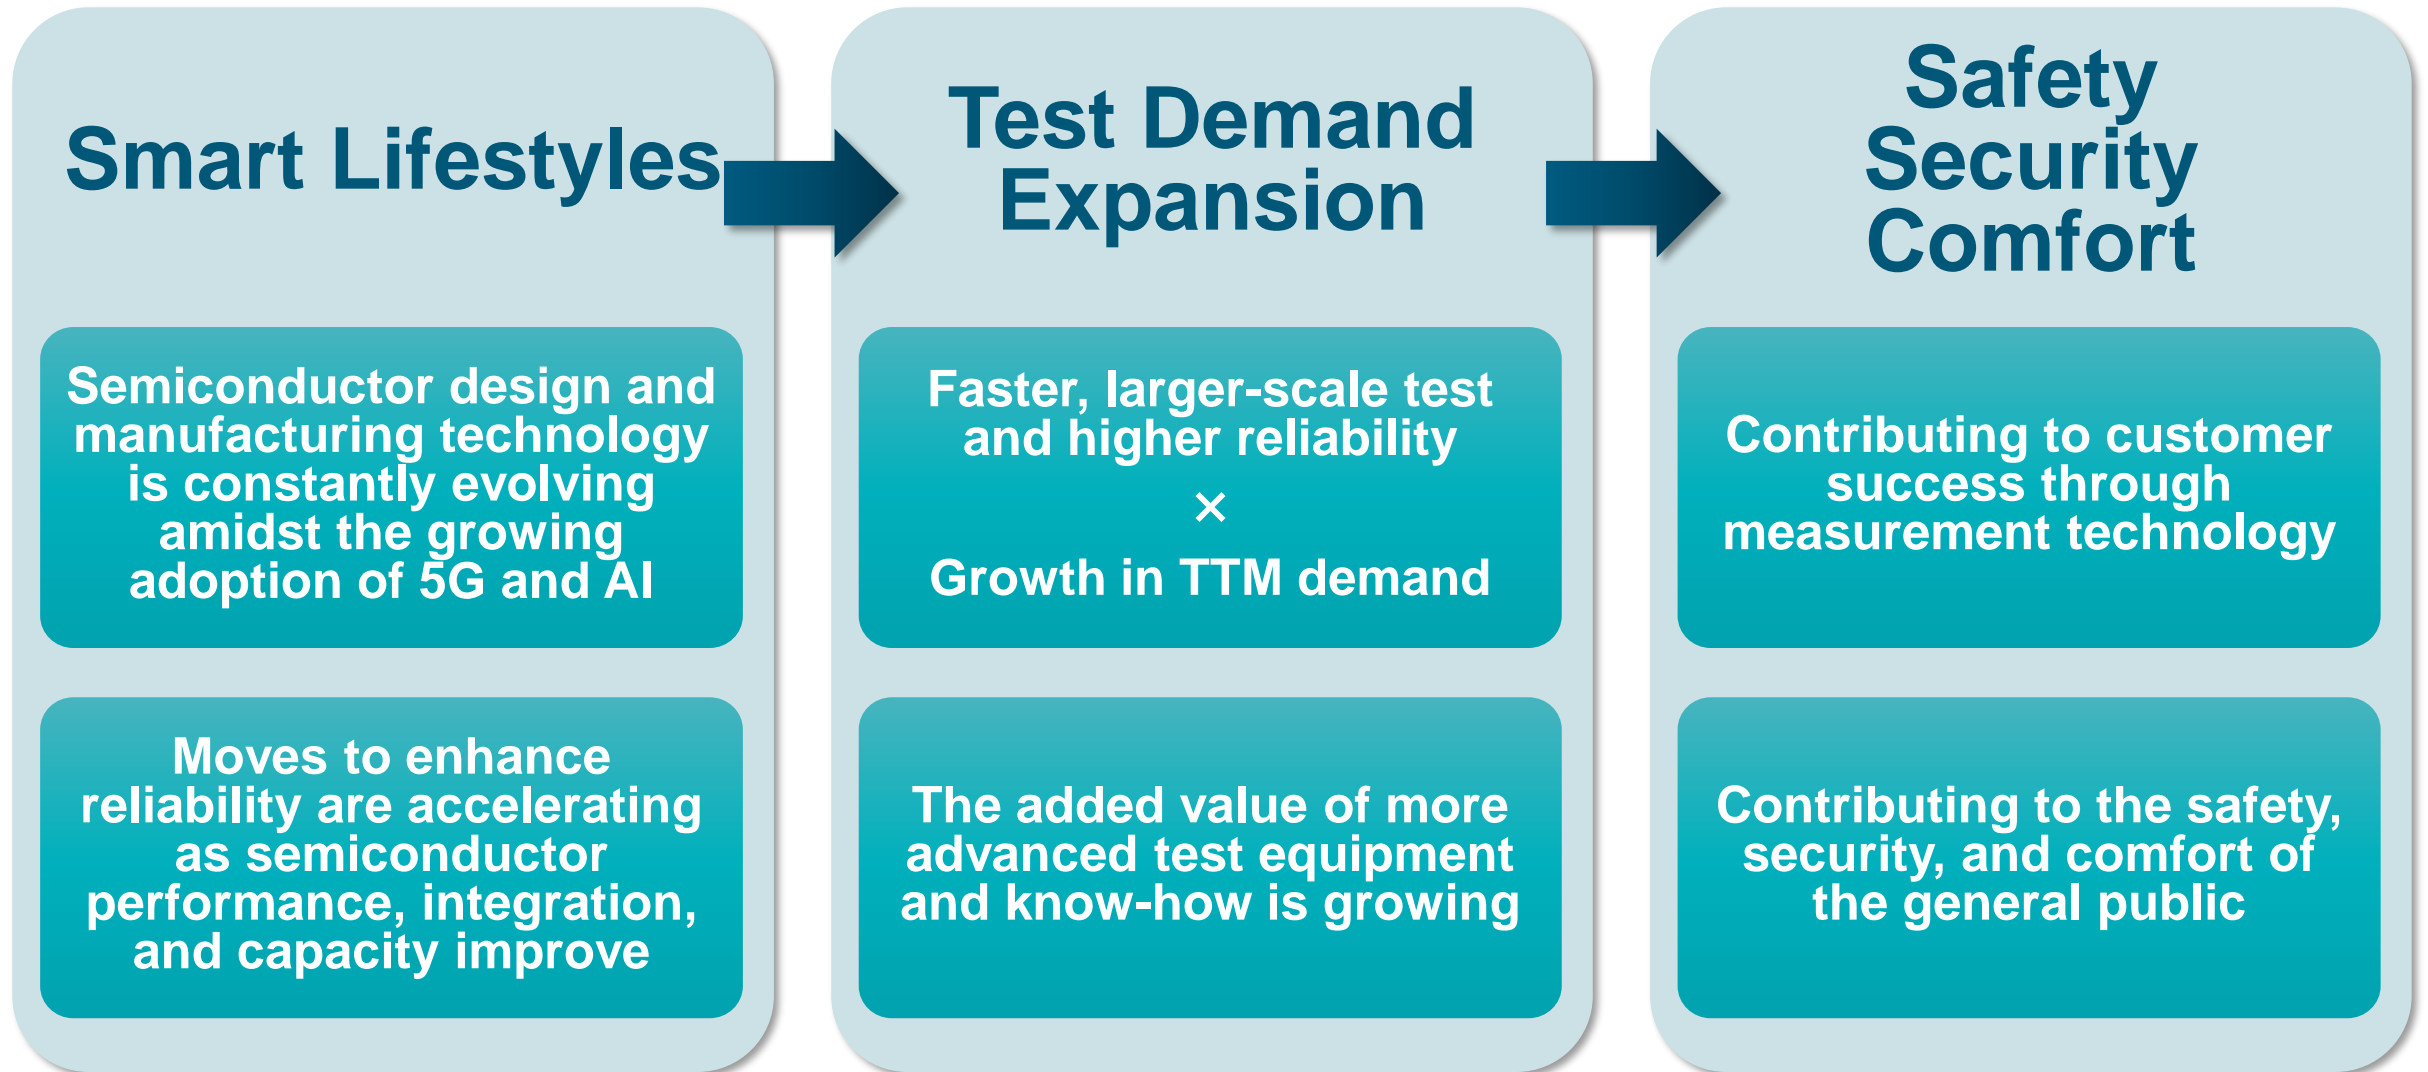 Smart Lifestyles
Semiconductor design and
manufacturing technology
is constantly evolving
amidst the growing
adoption of 5G and AI
Moves to enhance
reliability are accelerating
as semiconductor
performance, integration,
and capacity improve
Test Demand
Expansion
Faster, larger-scale test
and higher reliability
×
Growth in TTM demand
The added value of more
advanced test equipment
and know-how is growing
Safety
Security
Comfort
Contributing to customer
success through
measurement technology
Contributing to the safety,
security, and comfort of
the general public